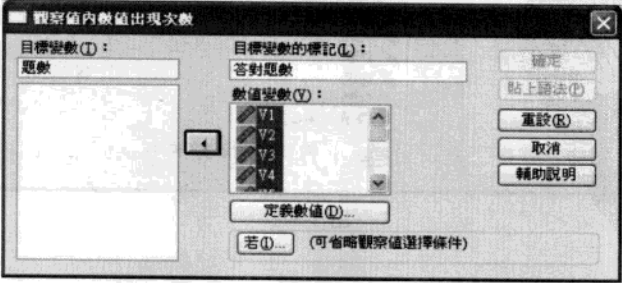 觀察值內數值出現次數
目標變數(T)：
題數
目標變數的標記(L)：
答對題數
數值變數(V)：
V1
V2
V3
V4
定義數值(D)...
若(I)...
(可省略觀察值選擇條件)
確定
貼上語法(P)
重設(R)
取消
輔助說明